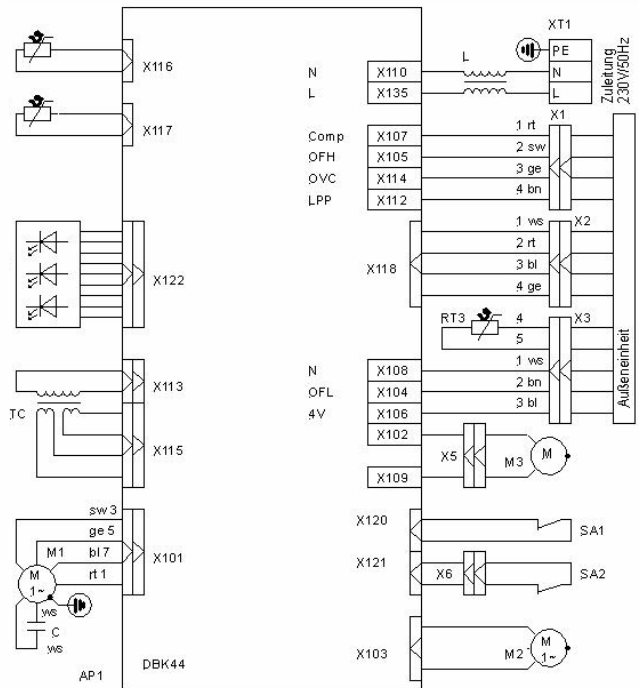 XT1
PE
N
L
Zuleitung
230V/50Hz
X116
N X110 L
L X135
X117
X1
Comp X107 1 rt
OFH X105 2 sw
OVC X114 3 ge
LPP X112 4 bn
X122
X118
1 ws X2
2 rt
3 bl
4 ge
RT3 4 X3
5
Außeneinheit
X113
TC
X115
N X108 1 ws
OFL X104 2 bn
4V X106 3 bl
X102
X5 M3 M
X109
sw 3
ge 5
M1 bl 7
rt 1
X101
M
1~
ws
C
ws
X120 SA1
X121 X6 SA2
X103 M2 M
1~
AP1 DBK44